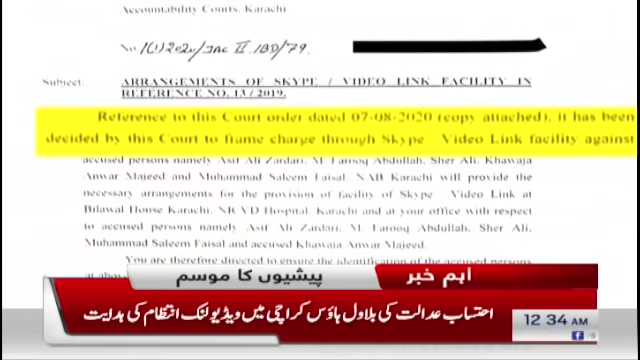 Accountability Courts, Karachi.
No. 1(1)2020/JAC II. IBD/79.
Subject: ARRANGEMENTS OF SKYPE / VIDEO LINK FACILITY IN
REFERENCE NO. 13 / 2019.
Reference to this Court order dated 07-08-2020 (copy attached), it has been
decided by this Court to frame charge through Skype Video Link facility against
accused persons namely Asif Ali Zardari, M. Farooq Abdullah, Sher Ali, Khawaja
Anwar Majeed and Muhammad Saleem Faisal. NAB Karachi will provide the
necessary arrangements for the provision of facility of Skype Video Link at
Bilawal House Karachi, NICVD Hospital, Karachi and at your office with respect
to accused persons namely Asif Ali Zardari, M. Farooq Abdullah, Sher Ali,
Muhammad Saleem Faisal and accused Khawaja Anwar Majeed.
You are therefore directed to ensure the identification of the accused persons
at above
اہم خبر
پیشیوں کا موسم
احتساب عدالت کی بلاول ہاؤس کراچی میں ویڈیو لنک انتظام کی ہدایت
12:34 AM
f